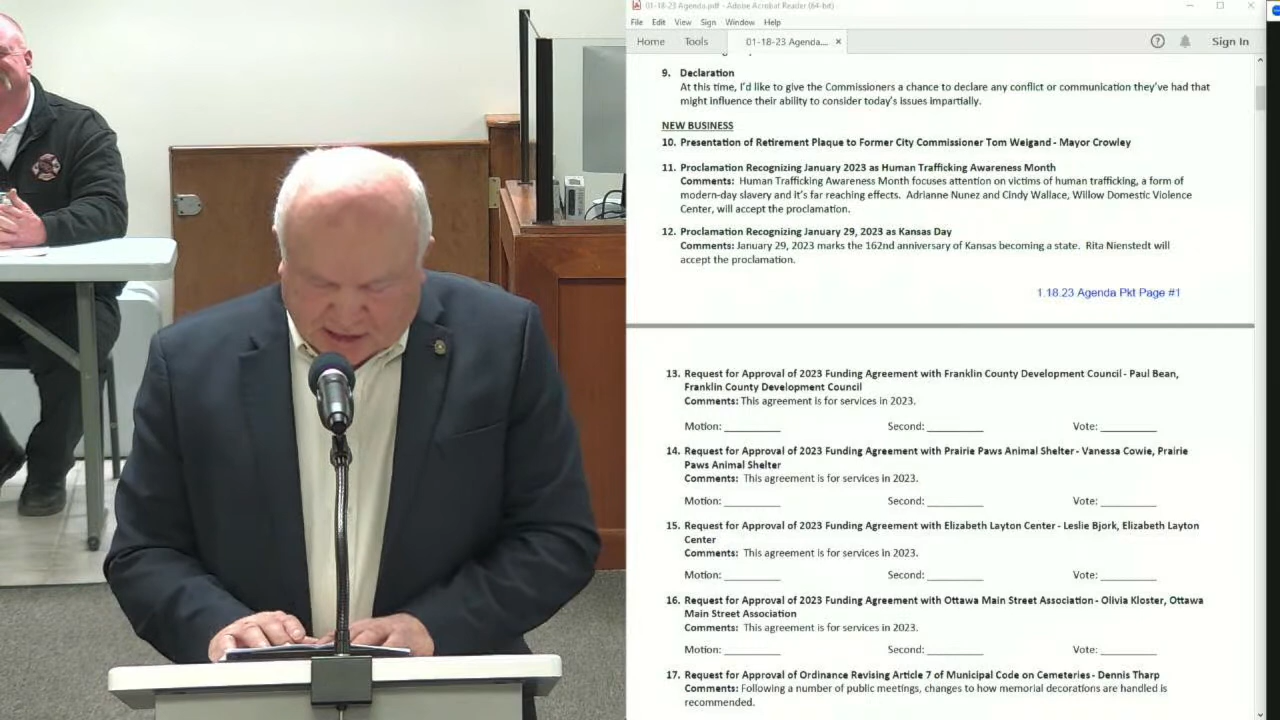 01-18-23 Agenda.pdf - Adobe Acrobat Reader (64-bit)
File Edit View Sign Window Help
Home Tools 01-18-23 Agenda... × Sign In
9. Declaration
At this time, I'd like to give the Commissioners a chance to declare any conflict or communication they've had that
might influence their ability to consider today's issues impartially.
NEW BUSINESS
10. Presentation of Retirement Plaque to Former City Commissioner Tom Weigand - Mayor Crowley
11. Proclamation Recognizing January 2023 as Human Trafficking Awareness Month
Comments: Human Trafficking Awareness Month focuses attention on victims of human trafficking, a form of
modern-day slavery and it's far reaching effects. Adrianne Nunez and Cindy Wallace, Willow Domestic Violence
Center, will accept the proclamation.
12. Proclamation Recognizing January 29, 2023 as Kansas Day
Comments: January 29, 2023 marks the 162nd anniversary of Kansas becoming a state. Rita Nienstedt will
accept the proclamation.
1.18.23 Agenda Pkt Page #1
13. Request for Approval of 2023 Funding Agreement with Franklin County Development Council - Paul Bean,
Franklin County Development Council
Comments: This agreement is for services in 2023.
Motion: __________ Second: __________ Vote: __________
14. Request for Approval of 2023 Funding Agreement with Prairie Paws Animal Shelter - Vanessa Cowie, Prairie
Paws Animal Shelter
Comments: This agreement is for services in 2023.
Motion: __________ Second: __________ Vote: __________
15. Request for Approval of 2023 Funding Agreement with Elizabeth Layton Center - Leslie Bjork, Elizabeth Layton
Center
Comments: This agreement is for services in 2023.
Motion: __________ Second: __________ Vote: __________
16. Request for Approval of 2023 Funding Agreement with Ottawa Main Street Association - Olivia Kloster, Ottawa
Main Street Association
Comments: This agreement is for services in 2023.
Motion: __________ Second: __________ Vote: __________
17. Request for Approval of Ordinance Revising Article 7 of Municipal Code on Cemeteries - Dennis Tharp
Comments: Following a number of public meetings, changes to how memorial decorations are handled is
recommended.